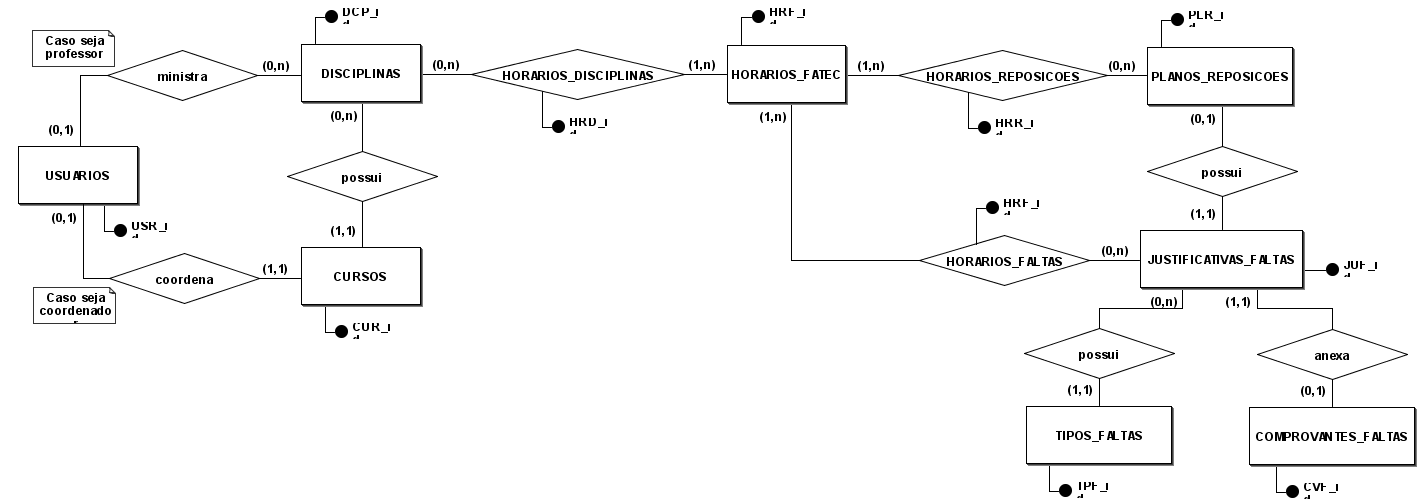 DCP_i
d
HRF_i
d
PLR_i
d
Caso seja
professor
ministra
(0,n)
DISCIPLINAS
(0,n)
HORARIOS_DISCIPLINAS
(1,n)
HORARIOS_FATEC
(1,n)
HORARIOS_REPOSICOES
(0,n)
PLANOS_REPOSICOES
(0,1)
(0,n)
HRD_i
d
(1,n)
HRR_i
d
(0,1)
USUARIOS
possui
possui
(0,1)
USR_i
d
(1,1)
HRF_i
d
(1,1)
coordena
(1,1)
CURSOS
HORARIOS_FALTAS
(0,n)
JUSTIFICATIVAS_FALTAS
JUF_i
d
Caso seja
coordenado
r
CUR_i
d
(0,n)
(1,1)
possui
anexa
(1,1)
(0,1)
TIPOS_FALTAS
COMPROVANTES_FALTAS
TPF_i
d
CVF_i
d